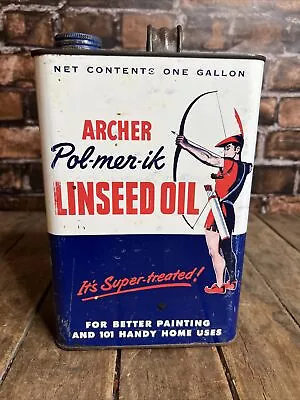 NET CONTENTS ONE GALLON
ARCHER
Pol-mer-ik
LINSEED OIL
It's Super-treated!
FOR BETTER PAINTING
AND 101 HANDY HOME USES